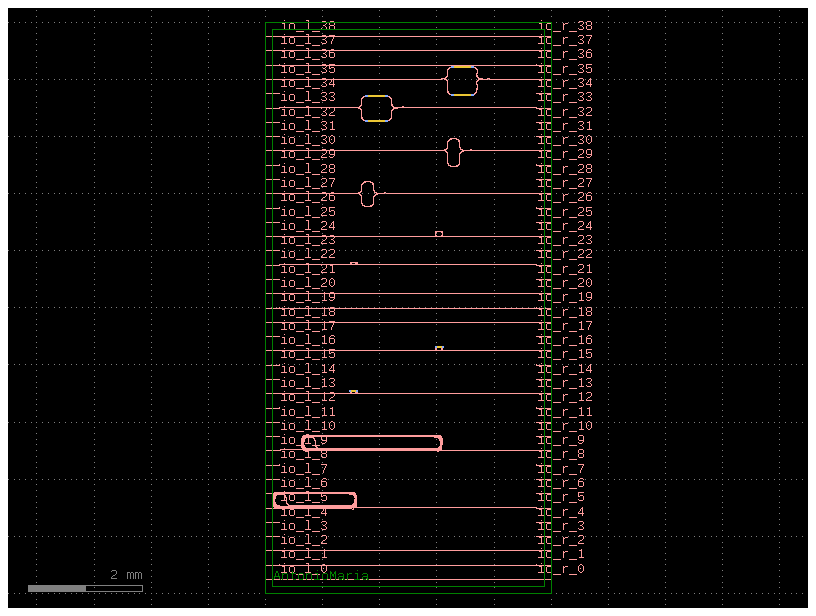 io_l_38 io_r_38
io_l_37 io_r_37
io_l_36 io_r_36
io_l_35 io_r_35
io_l_34 io_r_34
io_l_33 io_r_33
io_l_32 io_r_32
io_l_31 io_r_31
io_l_30 io_r_30
io_l_29 io_r_29
io_l_28 io_r_28
io_l_27 io_r_27
io_l_26 io_r_26
io_l_25 io_r_25
io_l_24 io_r_24
io_l_23 io_r_23
io_l_22 io_r_22
io_l_21 io_r_21
io_l_20 io_r_20
io_l_19 io_r_19
io_l_18 io_r_18
io_l_17 io_r_17
io_l_16 io_r_16
io_l_15 io_r_15
io_l_14 io_r_14
io_l_13 io_r_13
io_l_12 io_r_12
io_l_11 io_r_11
io_l_10 io_r_10
io_l_9 io_r_9
io_l_8 io_r_8
io_l_7 io_r_7
io_l_6 io_r_6
io_l_5 io_r_5
io_l_4 io_r_4
io_l_3 io_r_3
io_l_2 io_r_2
io_l_1 io_r_1
io_l_0 io_r_0
2 mm